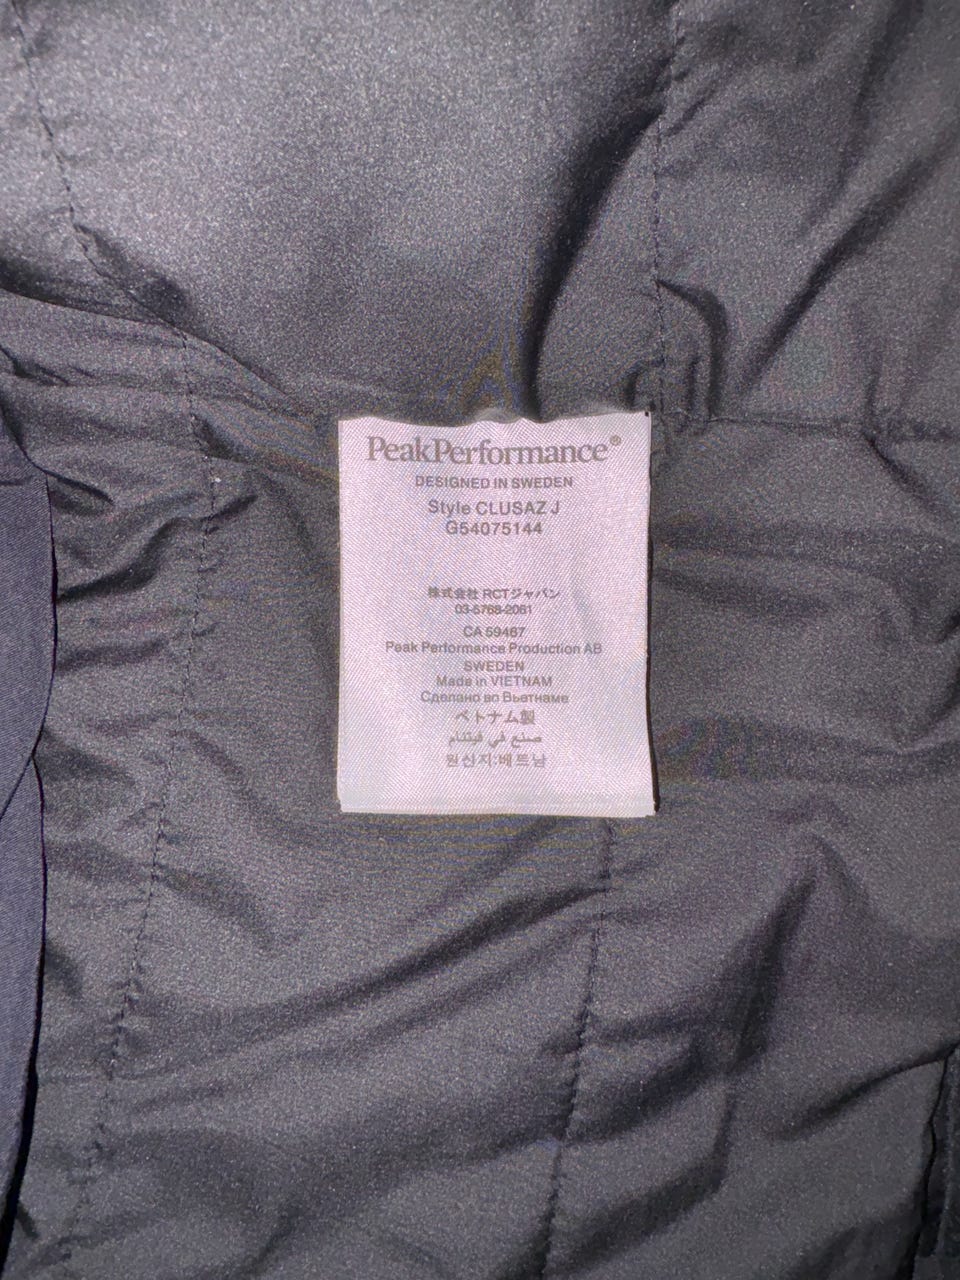 PeakPerformance®
DESIGNED IN SWEDEN
Style CLUSAZ J
G54075144
株式会社 RCTジャパン
03-5768-2061
CA 59467
Peak Performance Production AB
SWEDEN
Made in VIETNAM
Сделано во Вьетнаме
ベトナム製
صنع في فيتنام
원산지:베트남